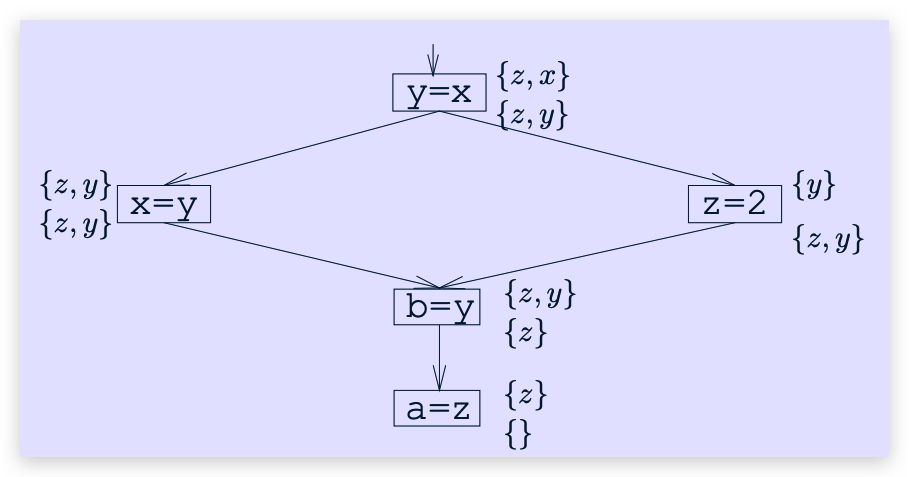 y=x
{z, x}
{z, y}
{z, y}
{z, y}
x=y
z=2
{y}
{z, y}
b=y
{z, y}
{z}
a=z
{z}
{}